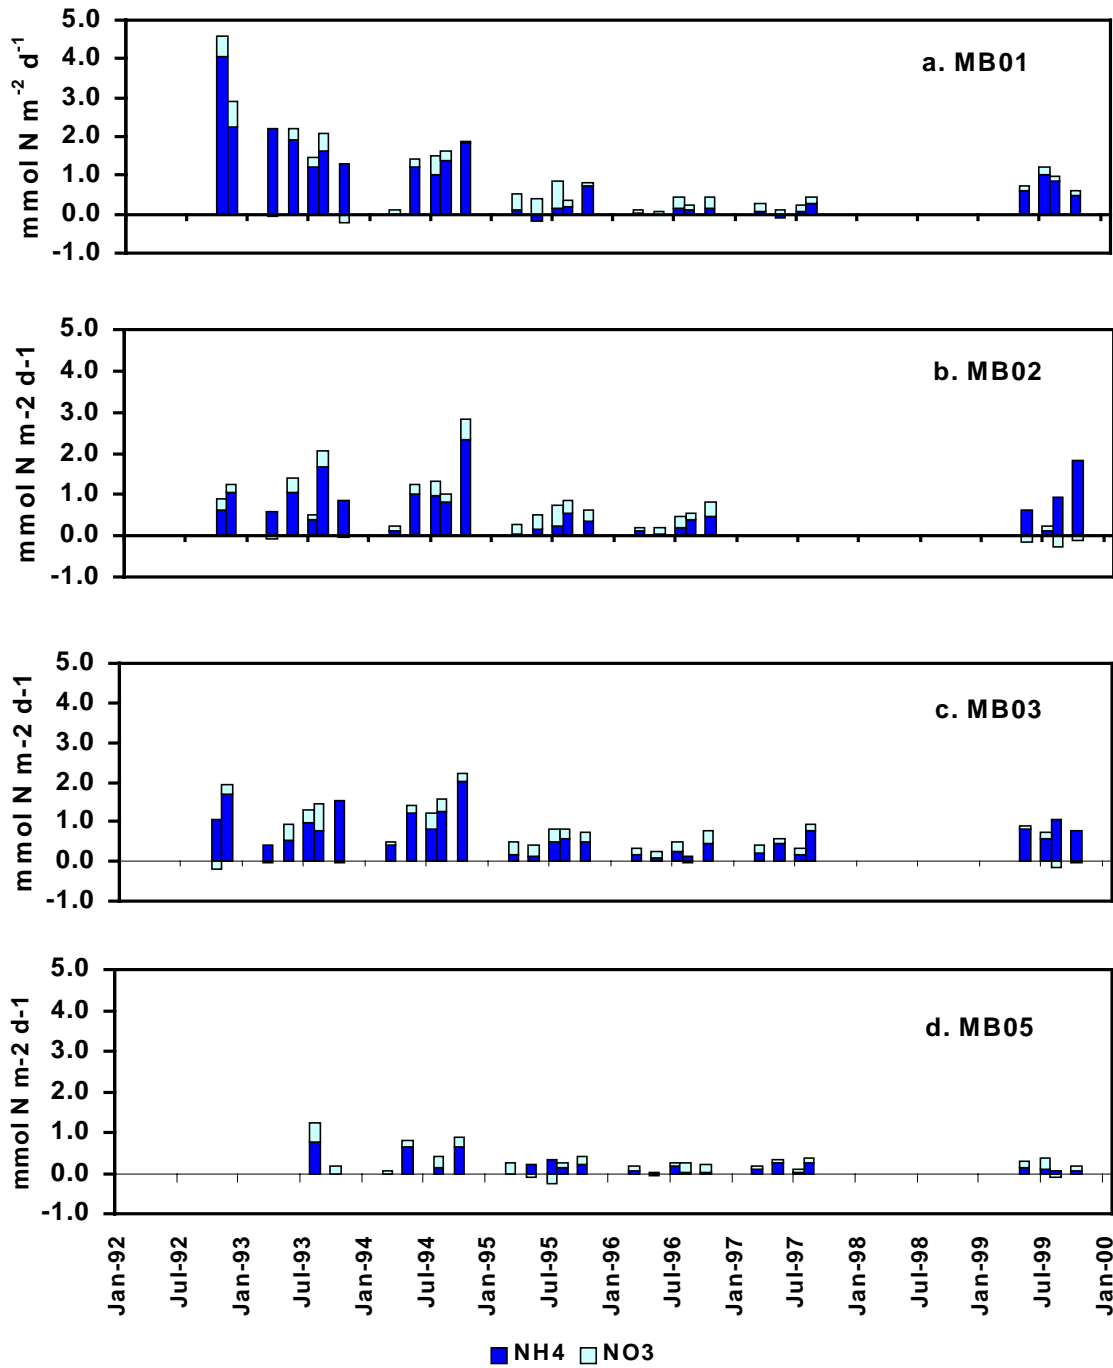 5.0
4.0
3.0
2.0
1.0
0.0
-1.0
mmol N m-2 d-1
a. MB01
5.0
4.0
3.0
2.0
1.0
0.0
-1.0
mmol N m-2 d-1
b. MB02
5.0
4.0
3.0
2.0
1.0
0.0
-1.0
mmol N m-2 d-1
c. MB03
5.0
4.0
3.0
2.0
1.0
0.0
-1.0
mmol N m-2 d-1
d. MB05
Jan-92
Jul-92
Jan-93
Jul-93
Jan-94
Jul-94
Jan-95
Jul-95
Jan-96
Jul-96
Jan-97
Jul-97
Jan-98
Jul-98
Jan-99
Jul-99
Jan-00
NH4 NO3